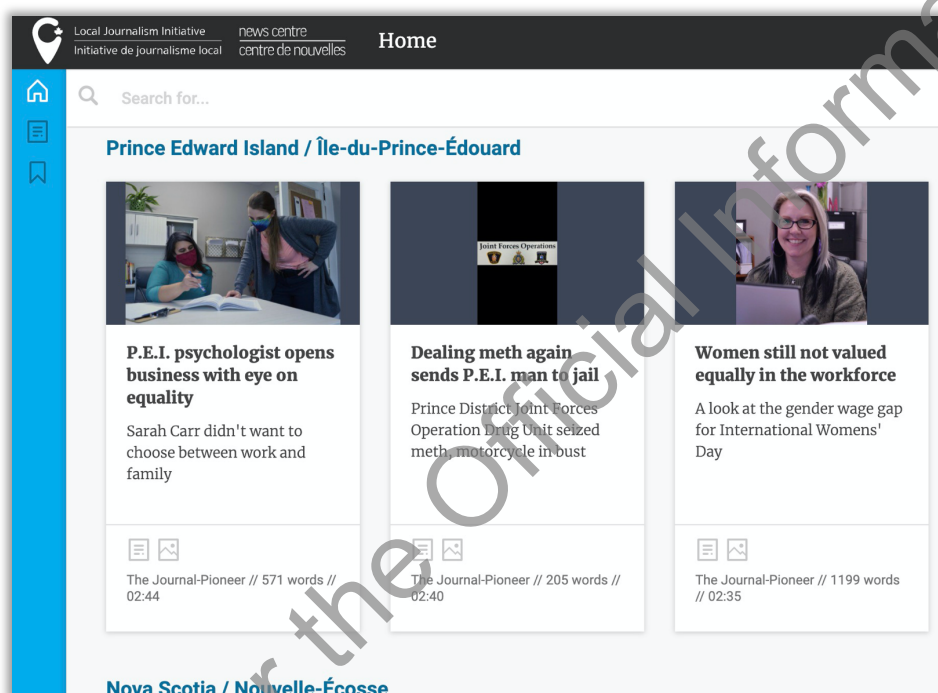 Local Journalism Initiative
Initiative de journalisme local
news centre
centre de nouvelles
Home
Search for...
Prince Edward Island / Île-du-Prince-Édouard
Joint Forces Operations
P.E.I. psychologist opens
business with eye on
equality
Sarah Carr didn't want to
choose between work and
family
The Journal-Pioneer // 571 words //
02:44
Dealing meth again
sends P.E.I. man to jail
Prince District Joint Forces
Operation Drug Unit seized
meth, motorcycle in bust
The Journal-Pioneer // 205 words //
02:40
Women still not valued
equally in the workforce
A look at the gender wage gap
for International Womens'
Day
The Journal-Pioneer // 1199 words
// 02:35
Nova Scotia / Nouvelle-Écosse
r the Official Informa